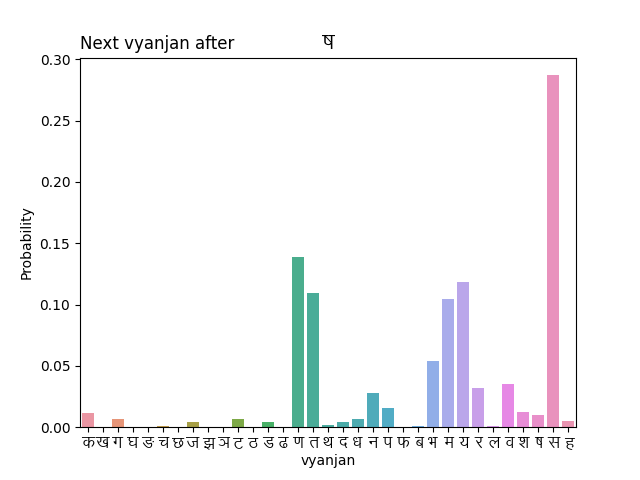 Next vyanjan after ष
0.30
0.25
0.20
0.15
0.10
0.05
0.00
Probability
क ख ग घ ङ च छ ज झ ञ ट ठ ड ढ ण त थ द ध न प फ ब भ म य र ल व श ष स ह
vyanjan